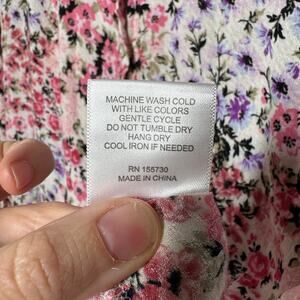 MACHINE WASH COLD
WITH LIKE COLORS
GENTLE CYCLE
DO NOT TUMBLE DRY
HANG DRY
COOL IRON IF NEEDED
RN 155730
MADE IN CHINA